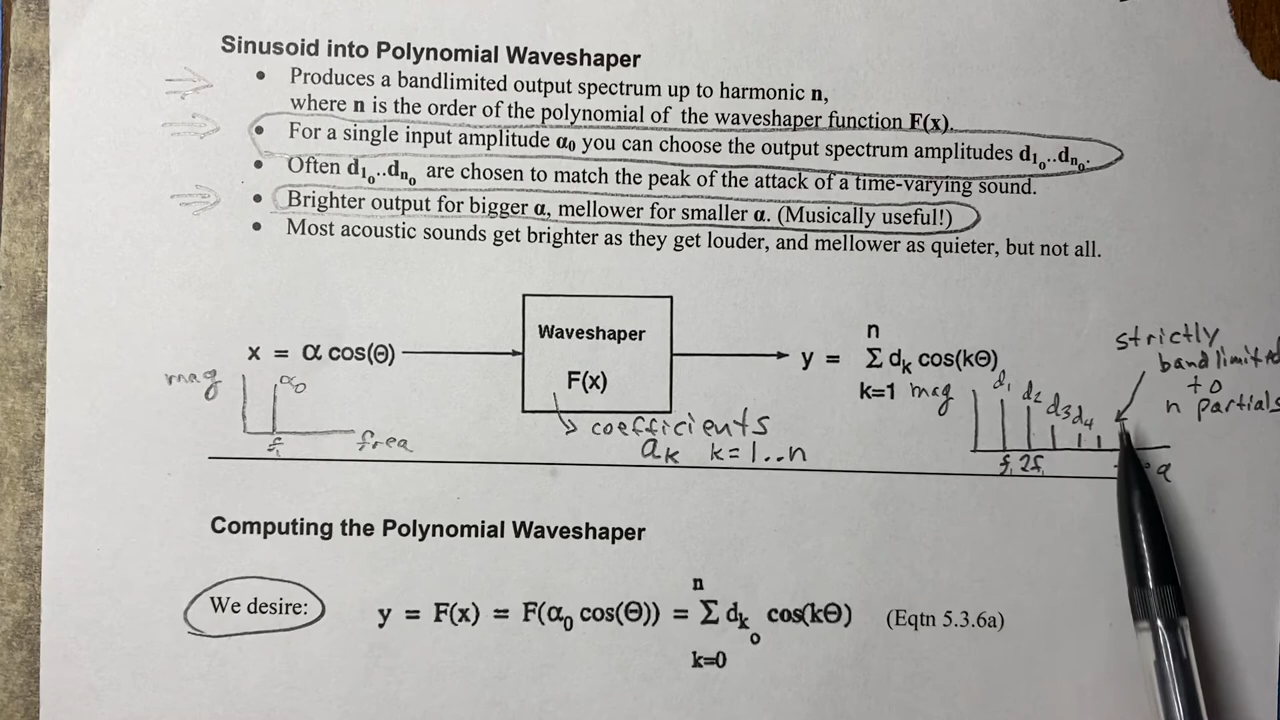 Sinusoid into Polynomial Waveshaper
• Produces a bandlimited output spectrum up to harmonic n,
where n is the order of the polynomial of the waveshaper function F(x).
• For a single input amplitude α₀ you can choose the output spectrum amplitudes d₁₀..dₙ₀.
• Often d₁₀..dₙ₀ are chosen to match the peak of the attack of a time-varying sound.
• Brighter output for bigger α, mellower for smaller α. (Musically useful!)
• Most acoustic sounds get brighter as they get louder, and mellower as quieter, but not all.
x = α cos(Θ)
mag
α₀
f₁
freq
Waveshaper
F(x)
coefficients
aₖ k=1..n
n
y = Σ dₖ cos(kΘ)
k=1
mag
d₁ d₂ d₃ d₄
f₁ 2f₁
q
strictly
bandlimited
to
n partials
Computing the Polynomial Waveshaper
We desire:
n
y = F(x) = F(α₀ cos(Θ)) = Σ dₖ₀ cos(kΘ) (Eqtn 5.3.6a)
k=0